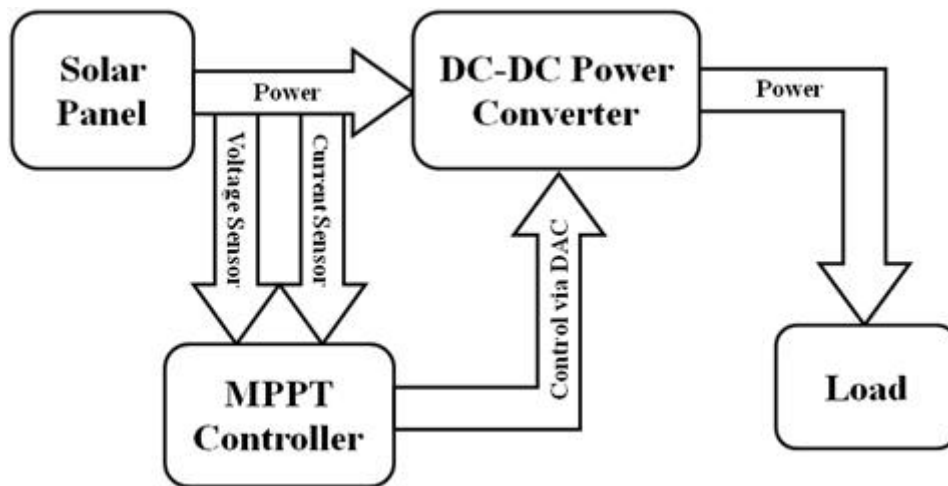 Solar
Panel
Power
DC-DC Power
Converter
Power
Voltage Sensor
Current Sensor
Control via DAC
MPPT
Controller
Load